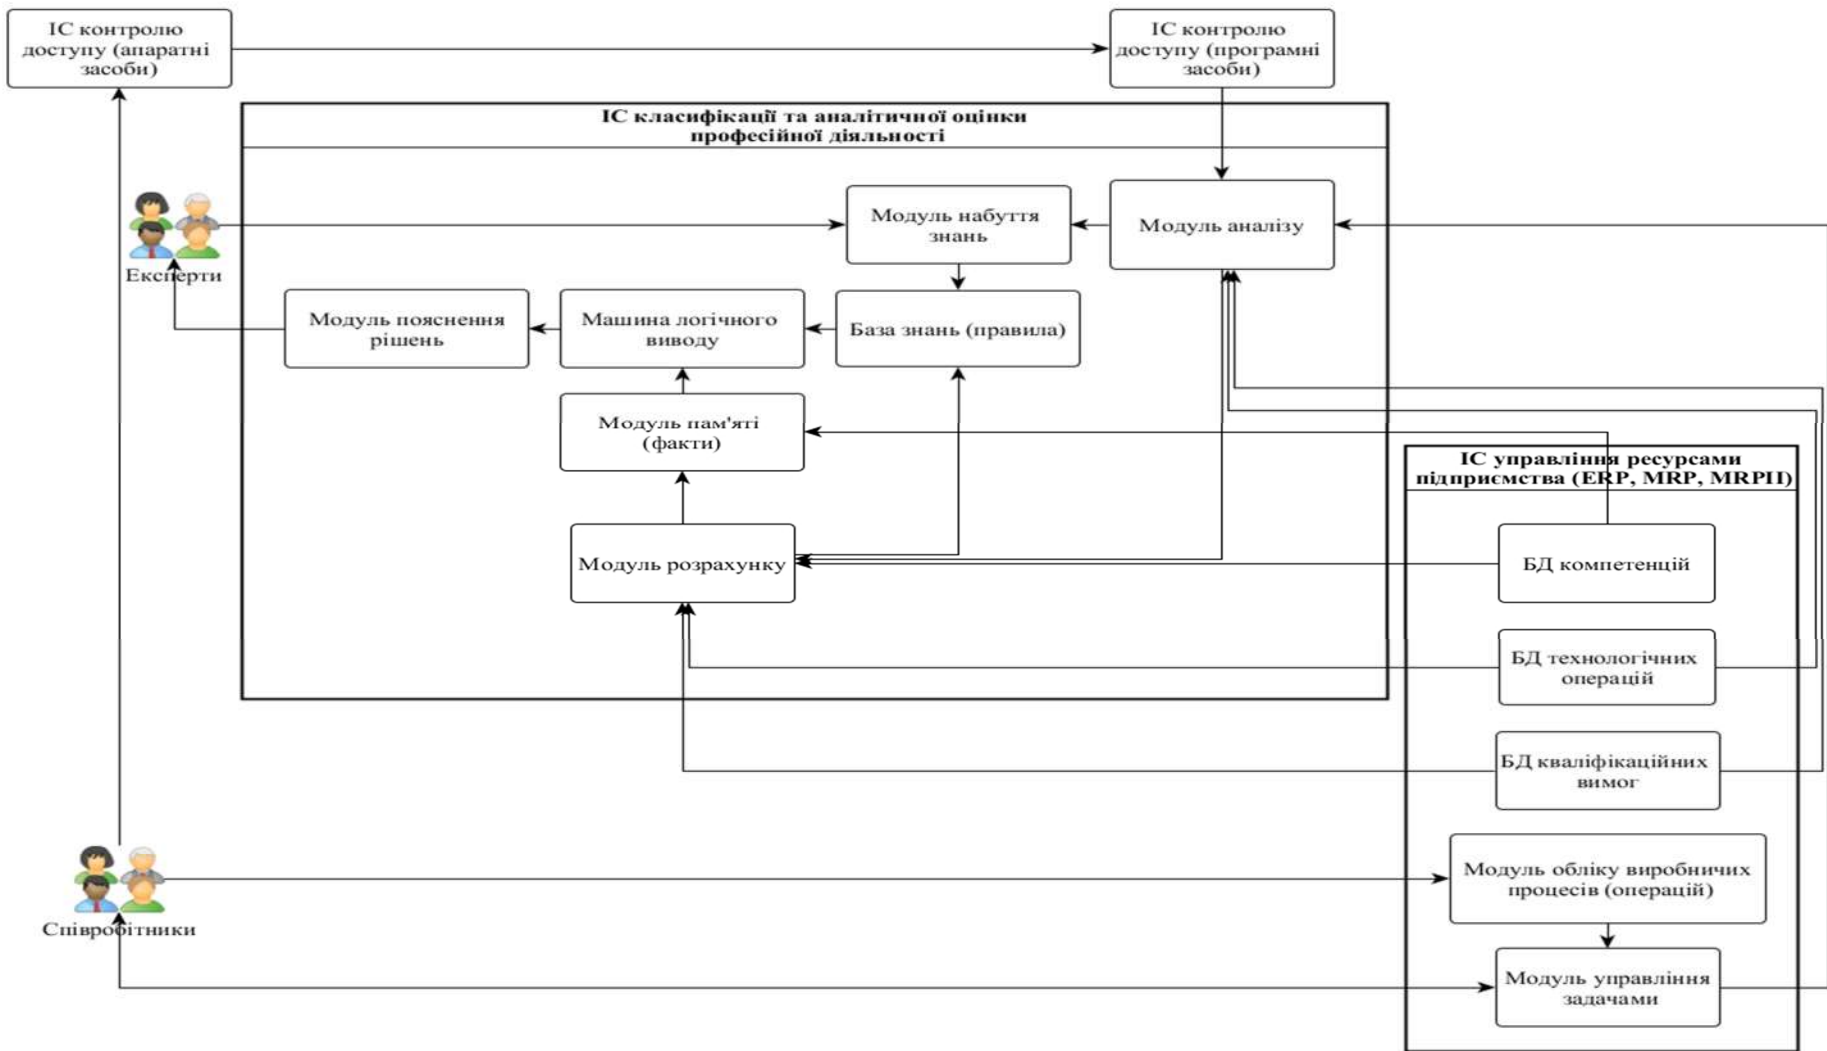 ІС контролю
доступу (апаратні
засоби)
ІС контролю
доступу (програмні
засоби)
ІС класифікації та аналітичної оцінки
професійної діяльності
Модуль набуття
знань
Модуль аналізу
Експерти
Модуль пояснення
рішень
Машина логічного
виводу
База знань (правила)
Модуль пам'яті
(факти)
ІС управління ресурсами
підприємства (ERP, MRP, MRPII)
Модуль розрахунку
БД компетенцій
БД технологічних
операцій
БД кваліфікаційних
вимог
Модуль обліку виробничих
процесів (операцій)
Співробітники
Модуль управління
задачами